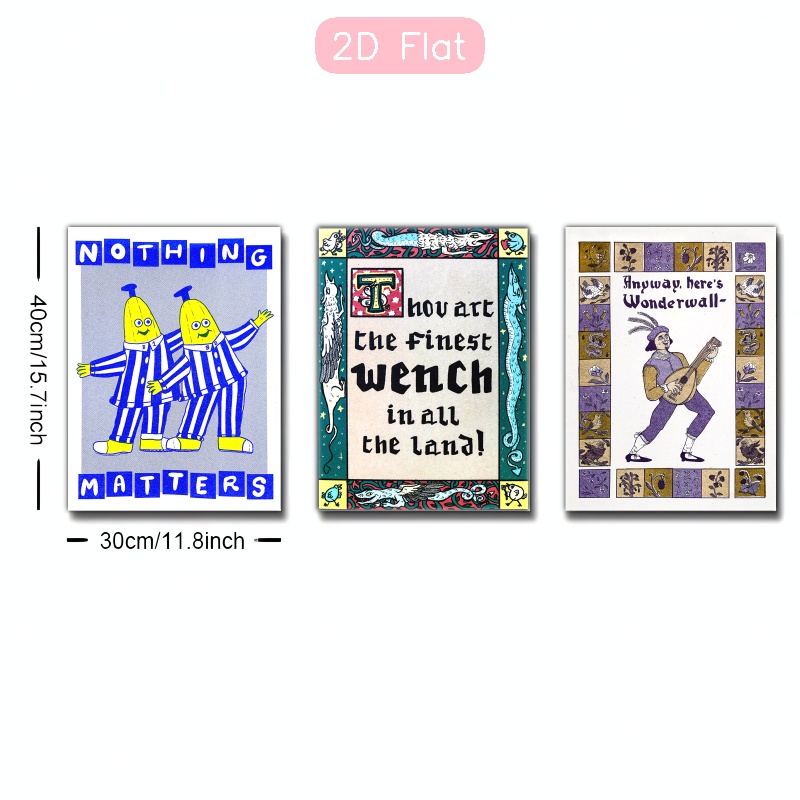 2D Flat
NOTHING
MATTERS
Thou art
the finest
wench
in all
the land!
Anyway, here's
Wonderwall-
40cm/15.7inch
30cm/11.8inch